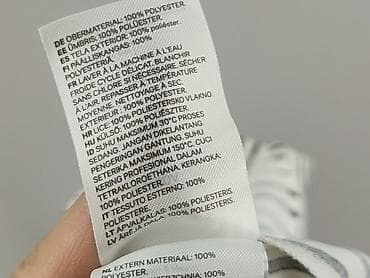 DE OBERMATERIAL: 100% POLYESTER.
EE ÜMBRIS: 100% POLÜESTER.
ES TELA EXTERIOR: 100% poliéster.
FI PÄÄLLISKANGAS: 100%
POLYESTERIÄ.
FR LAVER À LA MACHINE À L'EAU
FROIDE CYCLE DÉLICAT, BLANCHIR
SANS CHLORE SI NÉCESSAIRE, SÉCHER
À L'AIR, REPASSER À TEMPÉRATURE
MOYENNE, NETTOYAGE À SEC.
EXTÉRIEUR : 100% POLYESTER.
HR LICE: 100% POLIESTERSKO VLAKNO.
HU KÜLSŐ: 100% POLIÉSZTER.
ID SUHU MAKSIMUM 30°C PROSES
SEDANG, JANGAN DIKELANTANG,
PENGERINGAN GANTUNG, SUHU
SETERIKA MAKSIMUM 150°C, CUCI
KERING PROFESIONAL DALAM
TETRAKLOROETHANA, KERANGKA:
100% POLIESTER.
IT TESSUTO ESTERNO: 100%
POLIESTERE.
LT APVALKALAS: 100% POLIESTERIS.
LV 100% POLIESTERIS.
NL EXTERN MATERIAAL: 100%
POLYESTER.
100%